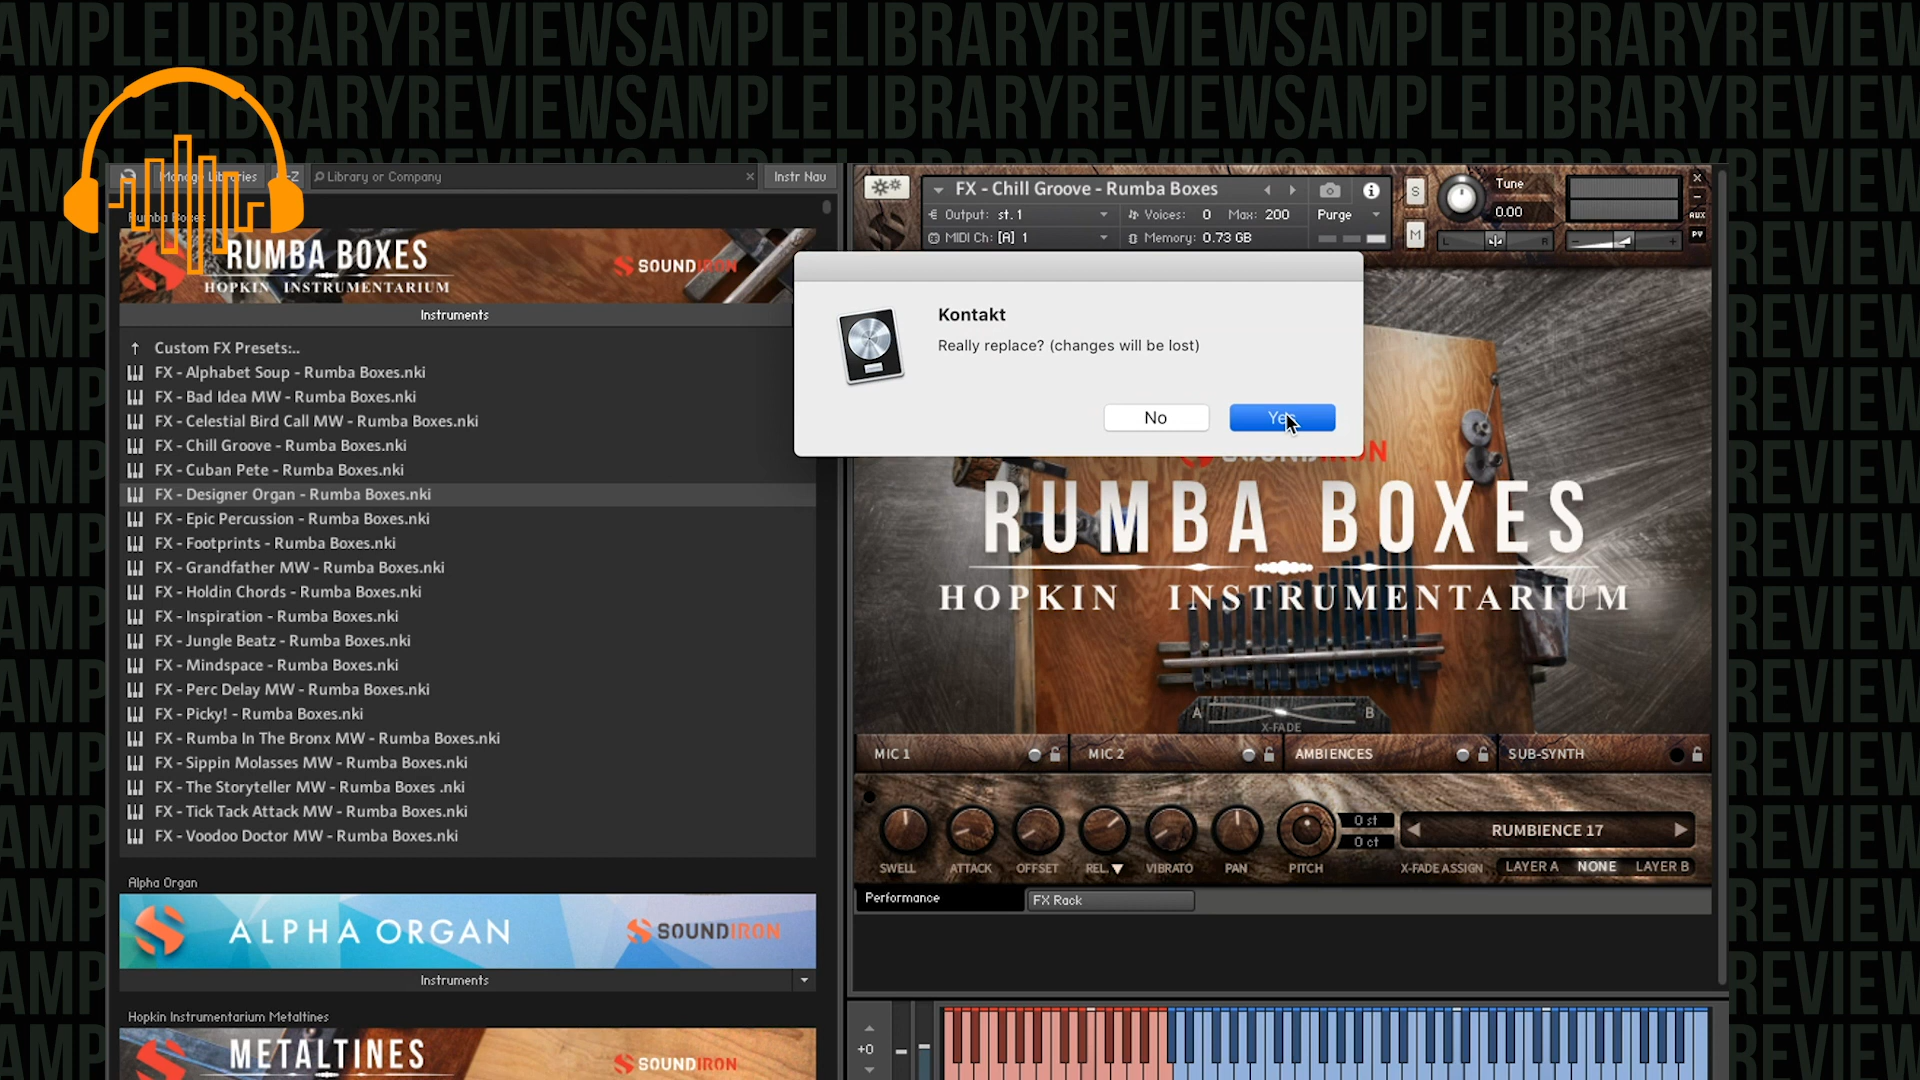 SAMPLELIBRARYREVIEW
Manage Libraries
Library or Company
Instr Nav
Rumba Boxes
RUMBA BOXES
HOPKIN INSTRUMENTARIUM
SOUNDIRON
Instruments
Custom FX Presets:..
FX - Alphabet Soup - Rumba Boxes.nki
FX - Bad Idea MW - Rumba Boxes.nki
FX - Celestial Bird Call MW - Rumba Boxes.nki
FX - Chill Groove - Rumba Boxes.nki
FX - Cuban Pete - Rumba Boxes.nki
FX - Designer Organ - Rumba Boxes.nki
FX - Epic Percussion - Rumba Boxes.nki
FX - Footprints - Rumba Boxes.nki
FX - Grandfather MW - Rumba Boxes.nki
FX - Holdin Chords - Rumba Boxes.nki
FX - Inspiration - Rumba Boxes.nki
FX - Jungle Beatz - Rumba Boxes.nki
FX - Mindspace - Rumba Boxes.nki
FX - Perc Delay MW - Rumba Boxes.nki
FX - Picky! - Rumba Boxes.nki
FX - Rumba In The Bronx MW - Rumba Boxes.nki
FX - Sippin Molasses MW - Rumba Boxes.nki
FX - The Storyteller MW - Rumba Boxes .nki
FX - Tick Tack Attack MW - Rumba Boxes.nki
FX - Voodoo Doctor MW - Rumba Boxes.nki
Alpha Organ
ALPHA ORGAN
SOUNDIRON
Instruments
Hopkin Instrumentarium Metaltines
METALTINES
SOUNDIRON
FX - Chill Groove - Rumba Boxes
Output: st. 1
Voices: 0 Max: 200
Purge
MIDI Ch: [A] 1
Memory: 0.73 GB
S
M
Tune
0.00
L R
AUX
PV
Kontakt
Really replace? (changes will be lost)
No
Yes
SOUNDIRON
RUMBA BOXES
HOPKIN INSTRUMENTARIUM
A B
X-FADE
MIC 1
MIC 2
AMBIENCES
SUB-SYNTH
SWELL
ATTACK
OFFSET
REL.
VIBRATO
PAN
PITCH
0 st
0 ct
RUMBIENCE 17
X-FADE ASSIGN
LAYER A
NONE
LAYER B
Performance
FX Rack
+0